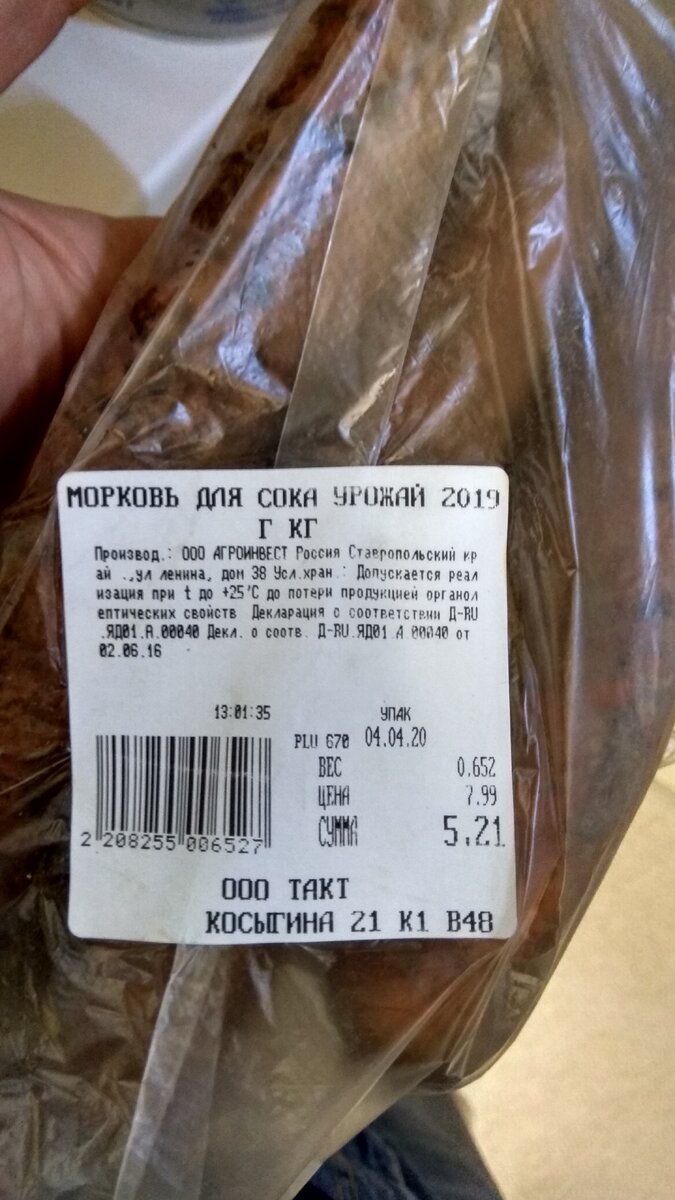 МОРКОВЬ ДЛЯ СОКА УРОЖАЙ 2019
Г КГ
Производ.: ООО АГРОИНВЕСТ Россия Ставропольский кр
ай .,ул ленина, дом 38 Усл.хран.: Допускается реал
изация при t до +25°С до потери продукцией органол
ептических свойств Декларация о соответствии Д-RU
.ЯД01.А.00040 Декл. о соотв. Д-RU.ЯД01.А.00040 от
02.06.16
13:01:35 УПАК
PLU 670 04.04.20
ВЕС 0.652
ЦЕНА 7.99
СУММА 5.21
2 208255 006527
ООО ТАКТ
КОСЫГИНА 21 К1 В48